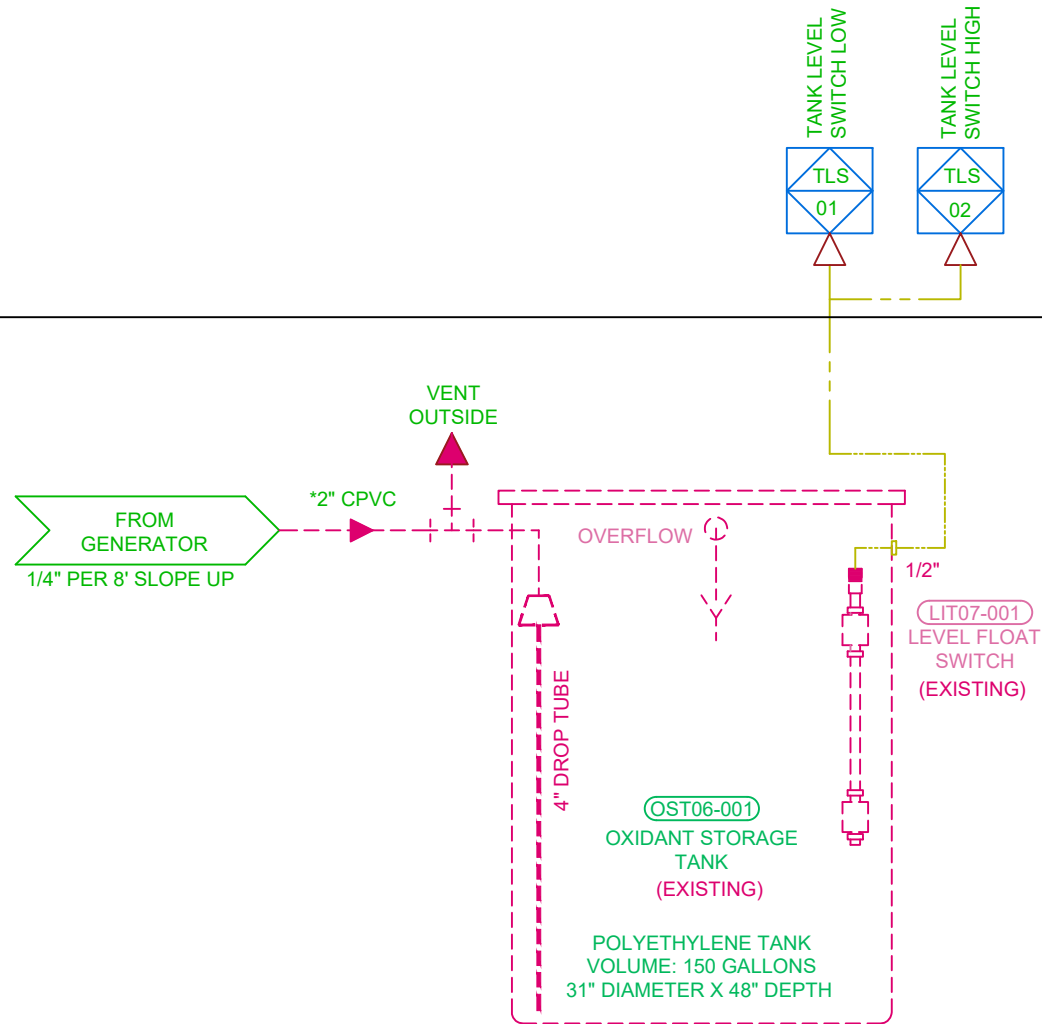 TANK LEVEL
SWITCH LOW
TANK LEVEL
SWITCH HIGH
TLS
01
TLS
02
VENT
OUTSIDE
*2" CPVC
FROM
GENERATOR
1/4" PER 8' SLOPE UP
OVERFLOW
1/2"
LIT07-001
LEVEL FLOAT
SWITCH
(EXISTING)
4" DROP TUBE
OST06-001
OXIDANT STORAGE
TANK
(EXISTING)
POLYETHYLENE TANK
VOLUME: 150 GALLONS
31" DIAMETER X 48" DEPTH